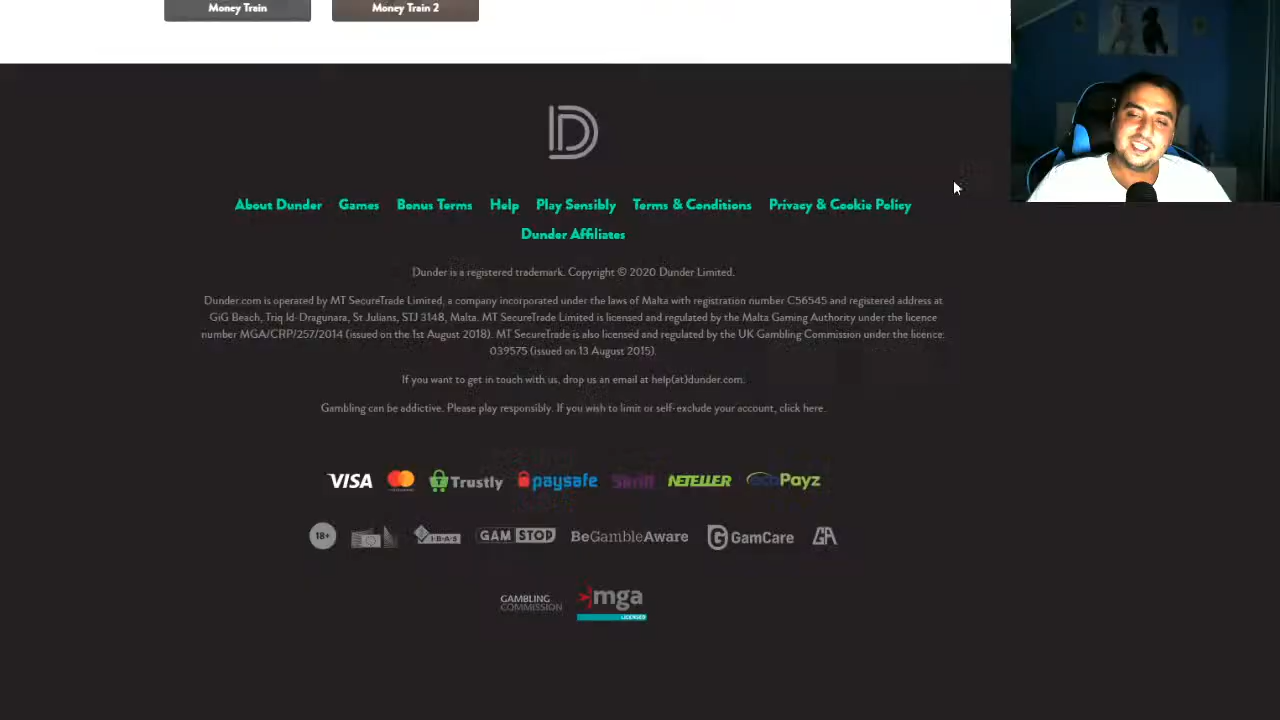 Money Train
Money Train 2
About Dunder Games Bonus Terms Help Play Sensibly Terms & Conditions Privacy & Cookie Policy
Dunder Affiliates
Dunder is a registered trademark. Copyright © 2020 Dunder Limited.
Dunder.com is operated by MT SecureTrade Limited, a company incorporated under the laws of Malta with registration number C56545 and registered address at
GiG Beach, Triq Id-Dragunara, St Julians, STJ 3148, Malta. MT SecureTrade Limited is licensed and regulated by the Malta Gaming Authority under the licence
number MGA/CRP/257/2014 (issued on the 1st August 2018). MT SecureTrade is also licensed and regulated by the UK Gambling Commission under the licence:
039575 (issued on 13 August 2015).
If you want to get in touch with us, drop us an email at help(at)dunder.com.
Gambling can be addictive. Please play responsibly. If you wish to limit or self-exclude your account, click here.
VISA Trustly paysafe Skrill NETELLER ecoPayz
18+ IBAS GAMSTOP BeGambleAware GamCare GA
GAMBLING
COMMISSION
mga
LICENSED